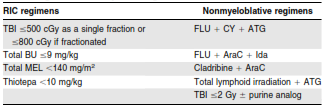 RIC regimens Nonmyeloblative regimens
TBI ≤500 cGy as a single fraction or FLU + CY + ATG
≤800 cGy if fractionated
Total BU ≤9 mg/kg FLU + AraC + Ida
Total MEL <140 mg/m² Cladribine + AraC
Thiotepa <10 mg/kg Total lymphoid irradiation + ATG
TBI ≤2 Gy ± purine analog